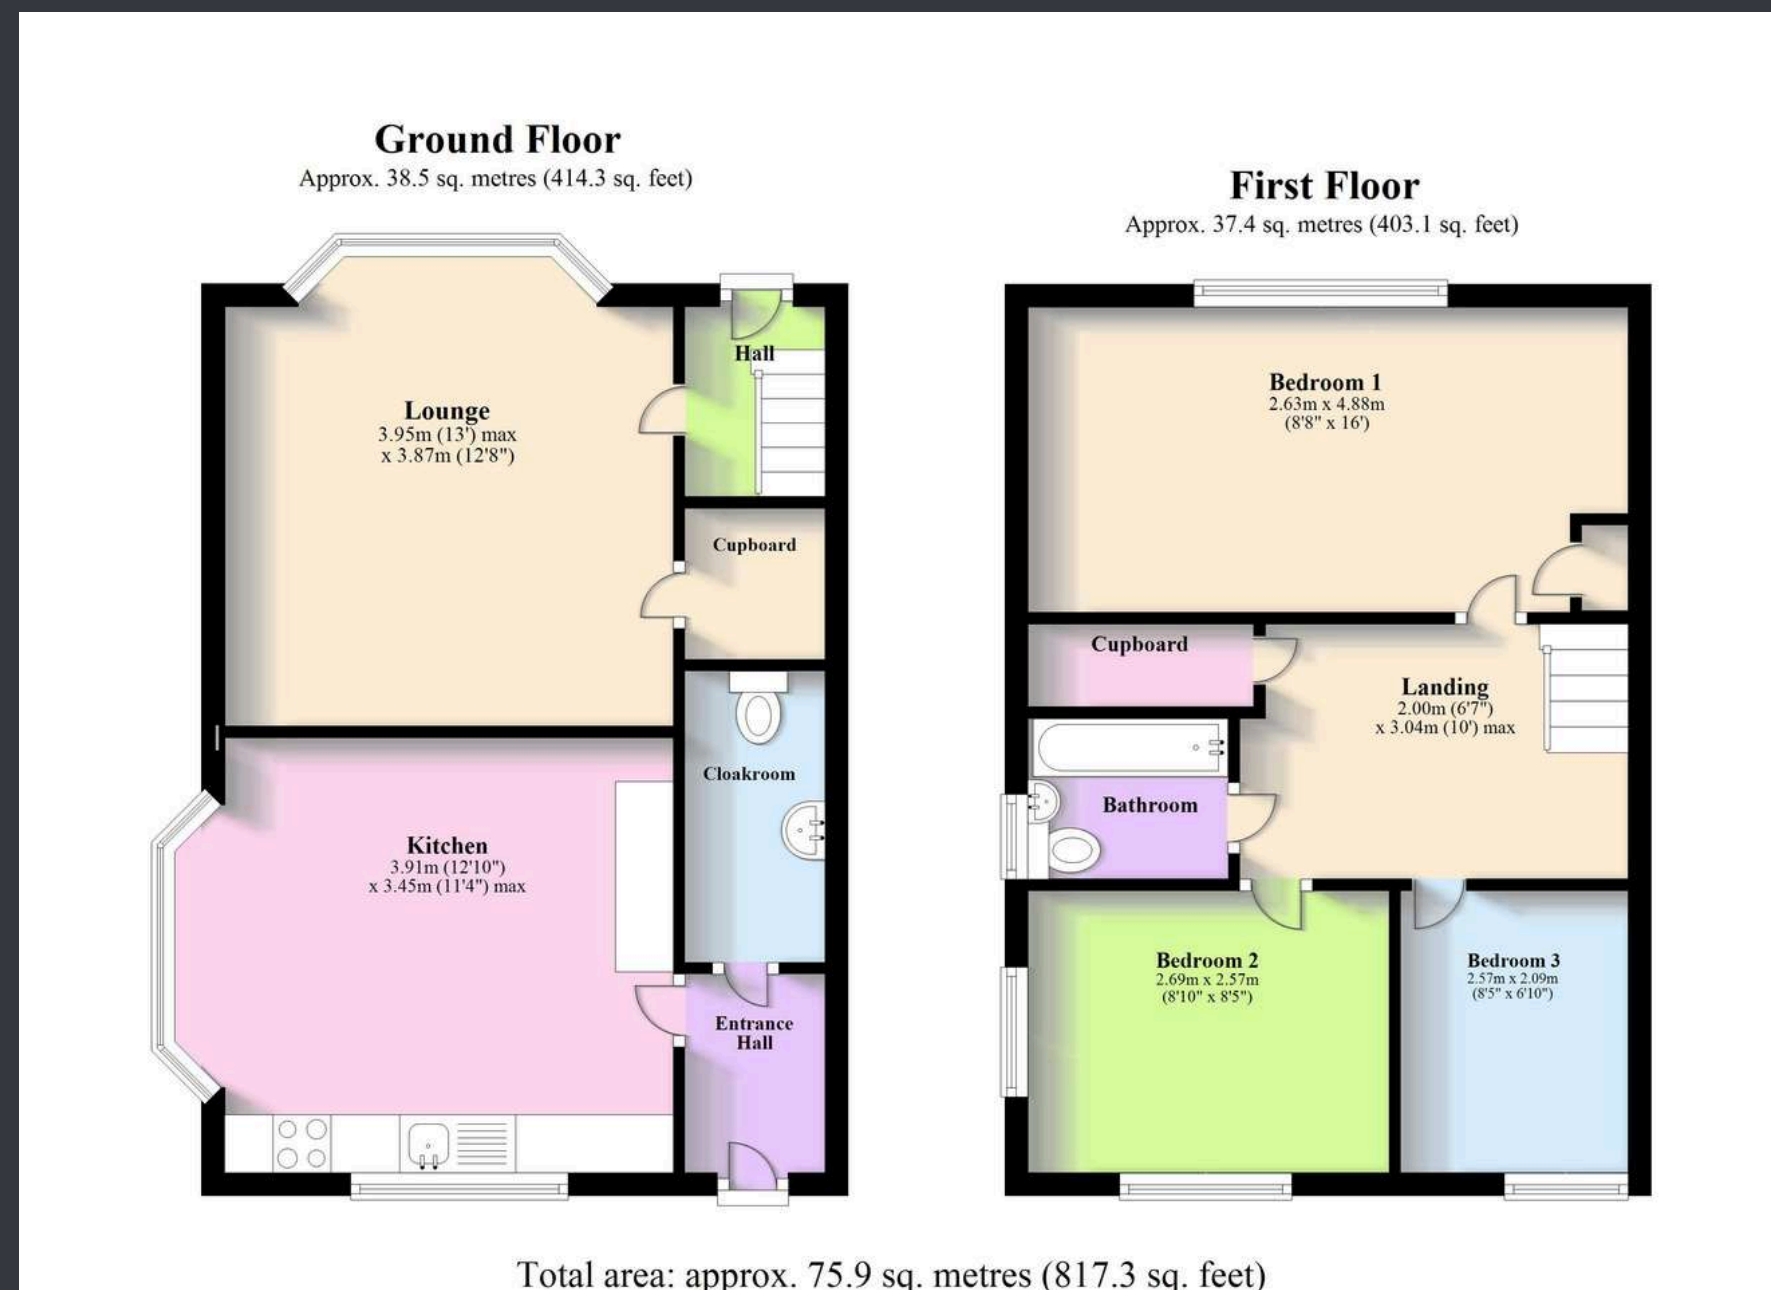 Ground Floor
Approx. 38.5 sq. metres (414.3 sq. feet)
Lounge
3.95m (13') max
x 3.87m (12'8")
Hall
Cupboard
Cloakroom
Kitchen
3.91m (12'10")
x 3.45m (11'4") max
Entrance
Hall
First Floor
Approx. 37.4 sq. metres (403.1 sq. feet)
Bedroom 1
2.63m x 4.88m
(8'8" x 16')
Cupboard
Landing
2.00m (6'7")
x 3.04m (10') max
Bathroom
Bedroom 2
2.69m x 2.57m
(8'10" x 8'5")
Bedroom 3
2.57m x 2.09m
(8'5" x 6'10")
Total area: approx. 75.9 sq. metres (817.3 sq. feet)